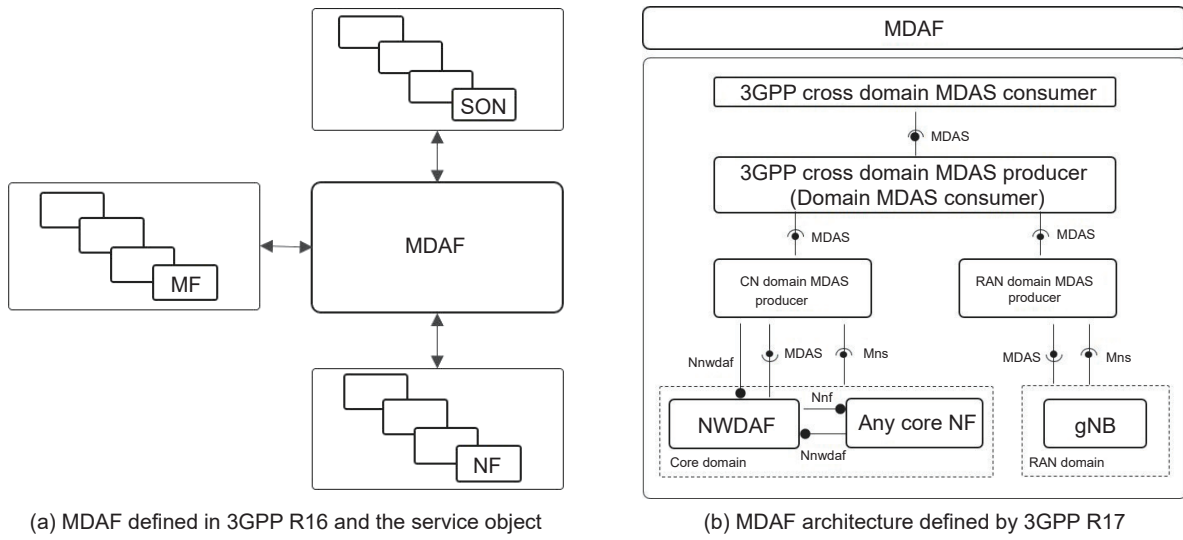 SON
MDAF
MF
NF
(a) MDAF defined in 3GPP R16 and the service object
MDAF
3GPP cross domain MDAS consumer
MDAS
3GPP cross domain MDAS producer
(Domain MDAS consumer)
MDAS
MDAS
CN domain MDAS
producer
RAN domain MDAS
producer
Nnwdaf
MDAS
Mns
MDAS
Mns
Nnf
NWDAF
Any core NF
gNB
Nnwdaf
Core domain
RAN domain
(b) MDAF architecture defined by 3GPP R17